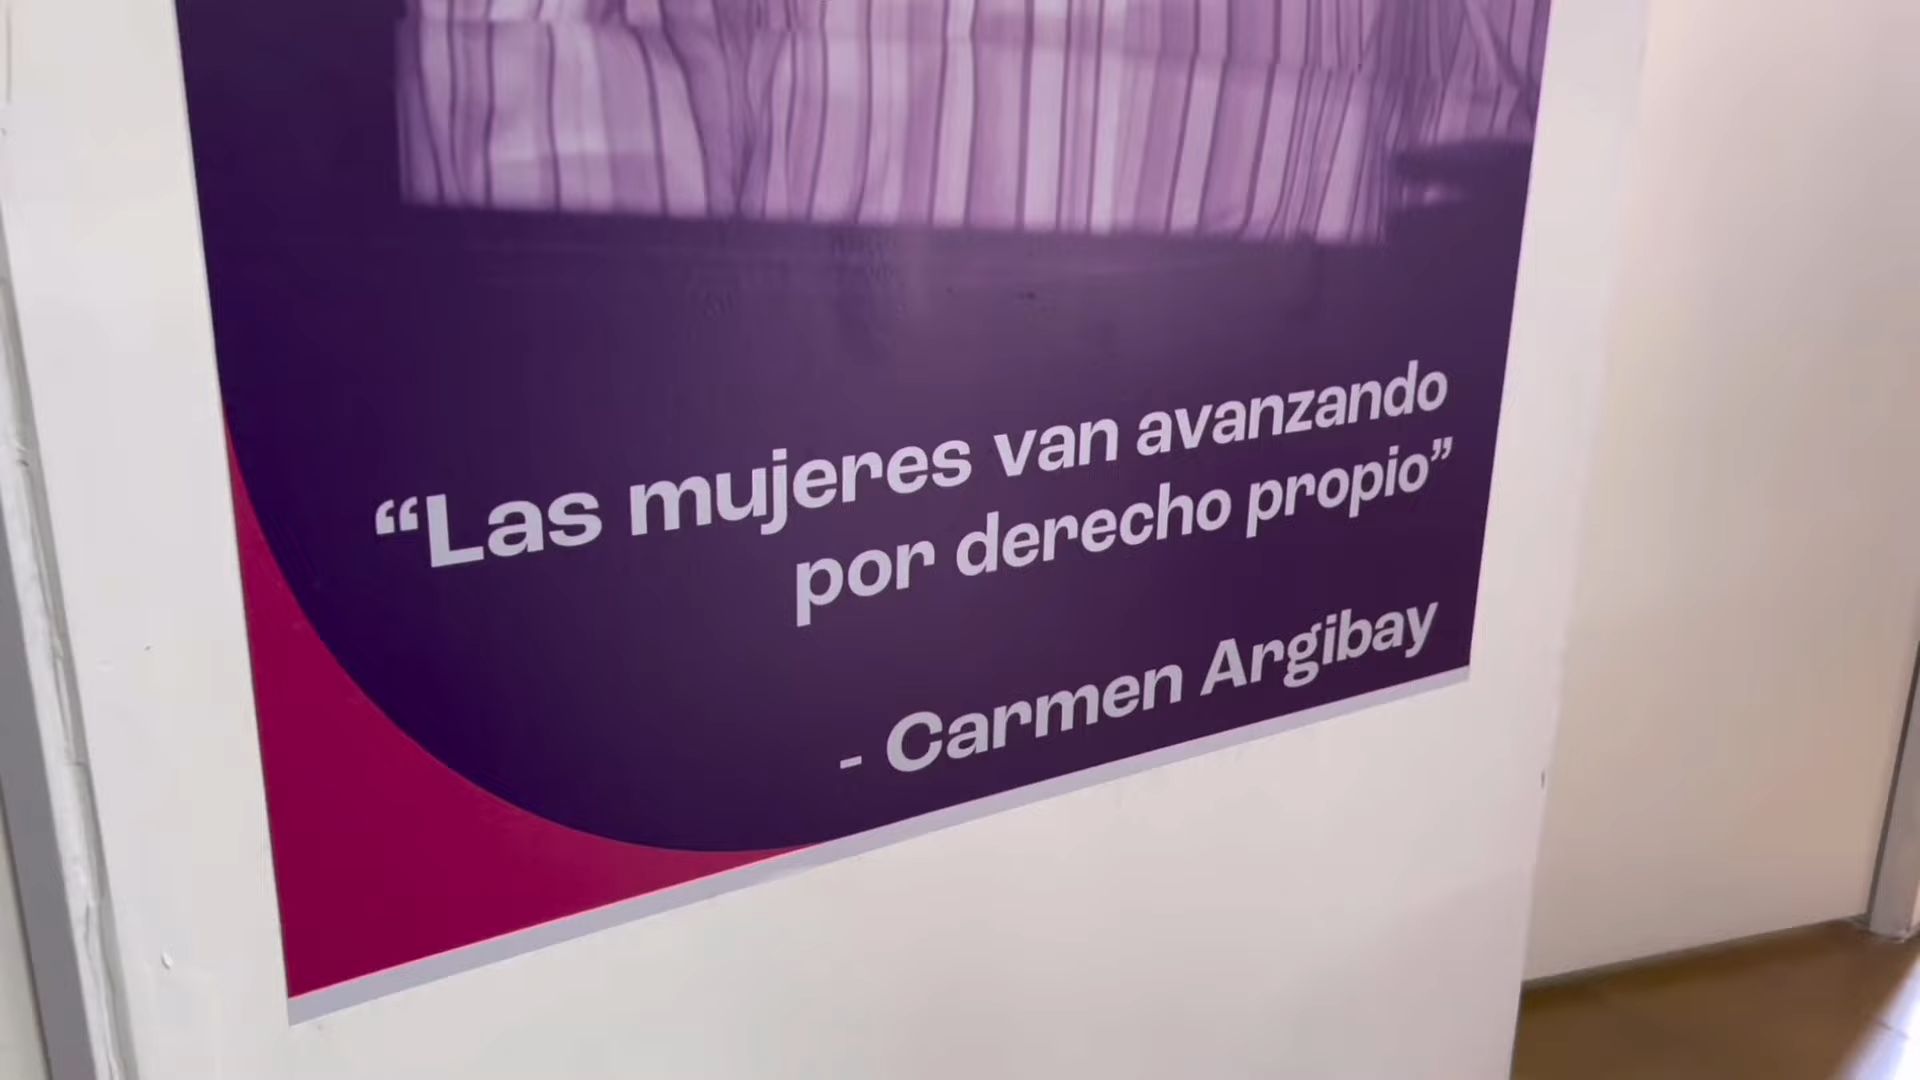 “Las mujeres van avanzando
por derecho propio”
- Carmen Argibay